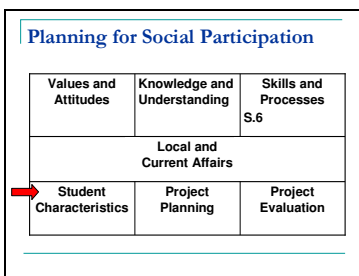 Planning for Social Participation
Values and Attitudes
Knowledge and Understanding
Skills and Processes
S.6
Local and Current Affairs
Student Characteristics
Project Planning
Project Evaluation